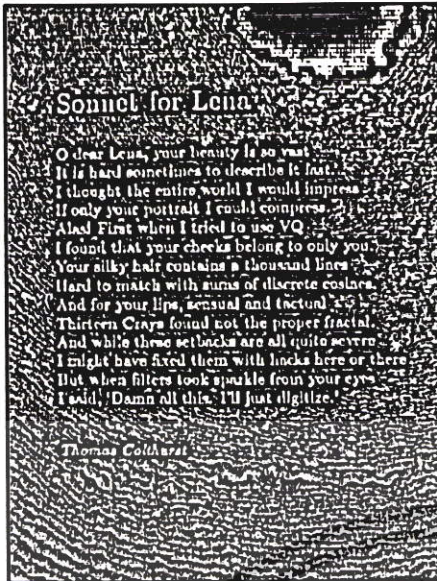 Sonnet for Lena
O dear Lena, your beauty is so vast
It is hard sometimes to describe it fast.
I thought the entire world I would impress
If only your portrait I could compress.
Alas! First when I tried to use VQ
I found that your cheeks belong to only you.
Your silky hair contains a thousand lines
Hard to match with sums of discrete cosines.
And for your lips, sensual and tactual
Thirteen Crays found not the proper fractal.
And while these setbacks are all quite severe
I might have fixed them with hacks here or there
But when filters took sparkle from your eyes
I said, "Damn all this. I'll just digitize."
Thomas Colthurst